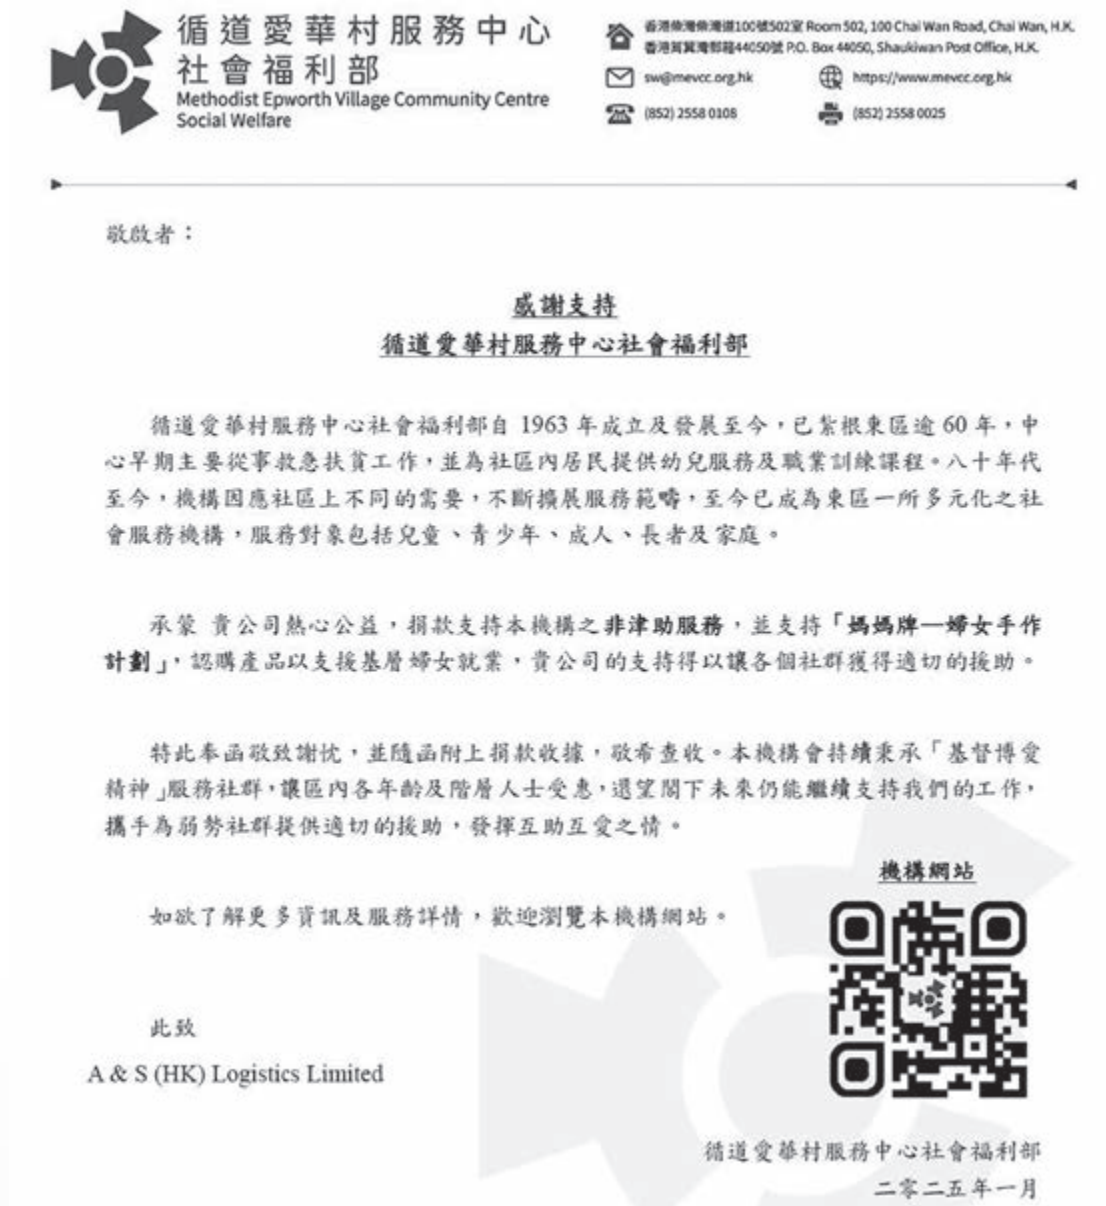 循道愛華村服務中心
社會福利部
Methodist Epworth Village Community Centre
Social Welfare
香港柴灣柴灣道100號502室 Room 502, 100 Chai Wan Road, Chai Wan, H.K.
香港筲箕灣郵箱44050號 P.O. Box 44050, Shaukiwan Post Office, H.K.
sw@mevcc.org.hk
https://www.mevcc.org.hk
(852) 2558 0108
(852) 2558 0025
敬啟者：
感謝支持
循道愛華村服務中心社會福利部
循道愛華村服務中心社會福利部自 1963 年成立及發展至今，已紮根東區逾 60 年，中
心早期主要從事救急扶貧工作，並為社區內居民提供幼兒服務及職業訓練課程。八十年代
至今，機構因應社區上不同的需要，不斷擴展服務範疇，至今已成為東區一所多元化之社
會服務機構，服務對象包括兒童、青少年、成人、長者及家庭。
承蒙 貴公司熱心公益，捐款支持本機構之非津助服務，並支持「媽媽牌—婦女手作
計劃」，認購產品以支援基層婦女就業，貴公司的支持得以讓各個社群獲得適切的援助。
特此奉函敬致謝忱，並隨函附上捐款收據，敬希查收。本機構會持續秉承「基督博愛
精神」服務社群，讓區內各年齡及階層人士受惠，還望閣下未來仍能繼續支持我們的工作，
攜手為弱勢社群提供適切的援助，發揮互助互愛之情。
機構網站
如欲了解更多資訊及服務詳情，歡迎瀏覽本機構網站。
此致
A & S (HK) Logistics Limited
循道愛華村服務中心社會福利部
二零二五年一月